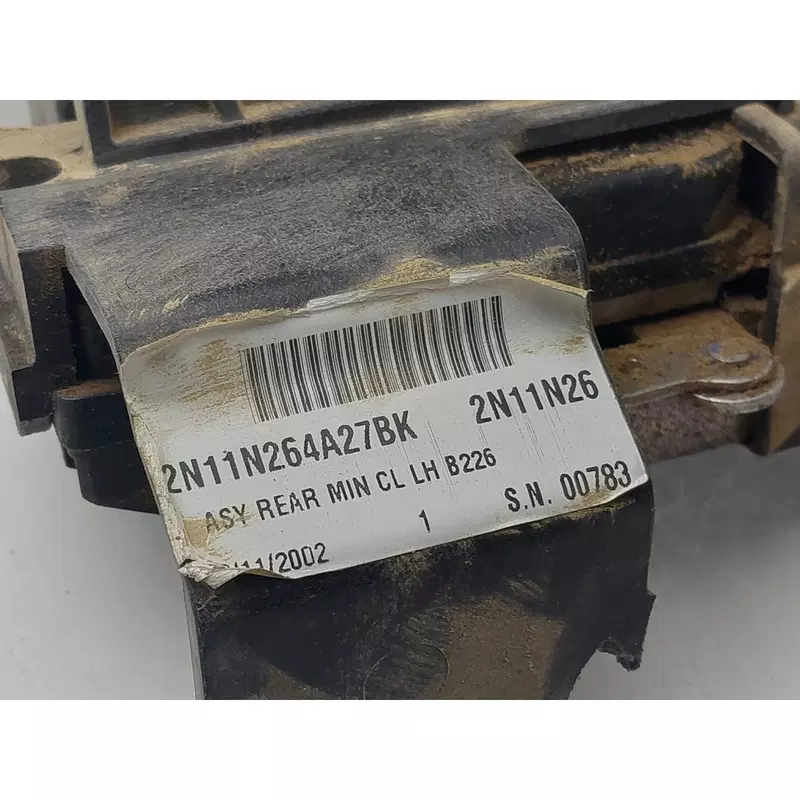 2N11N264A27BK 2N11N26
ASY REAR MIN CL LH B226
/11/2002 1 S.N. 00783